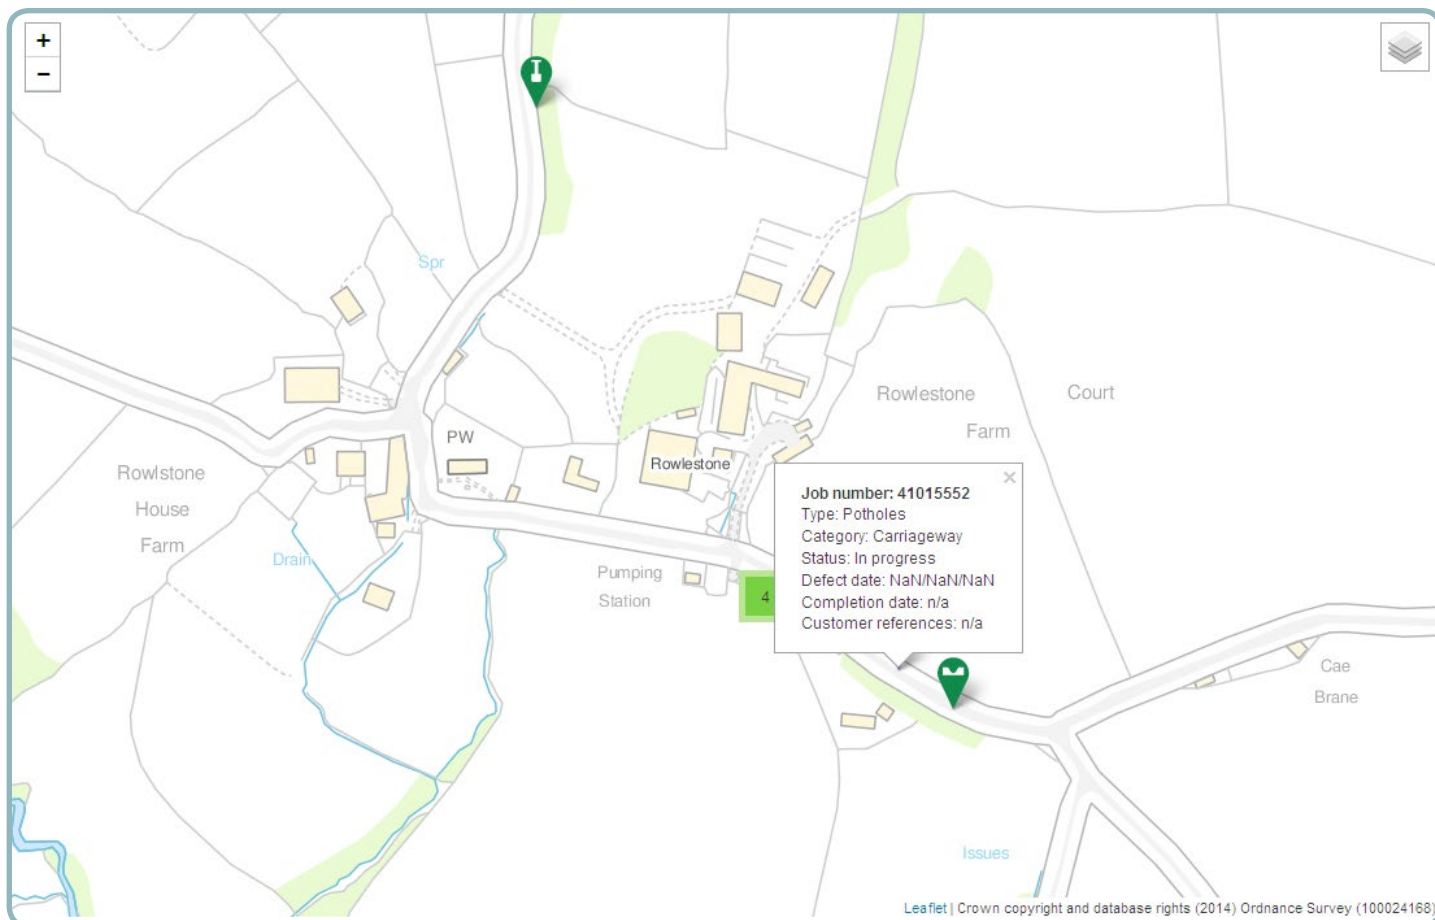 +
−
Spr
Rowlestone Court
Farm
PW
Rowlestone
Rowlstone
House
Farm
Drain
Pumping
Station
4
×
Job number: 41015552
Type: Potholes
Category: Carriageway
Status: In progress
Defect date: NaN/NaN/NaN
Completion date: n/a
Customer references: n/a
Cae
Brane
Issues
Leaflet | Crown copyright and database rights (2014) Ordnance Survey (100024168)